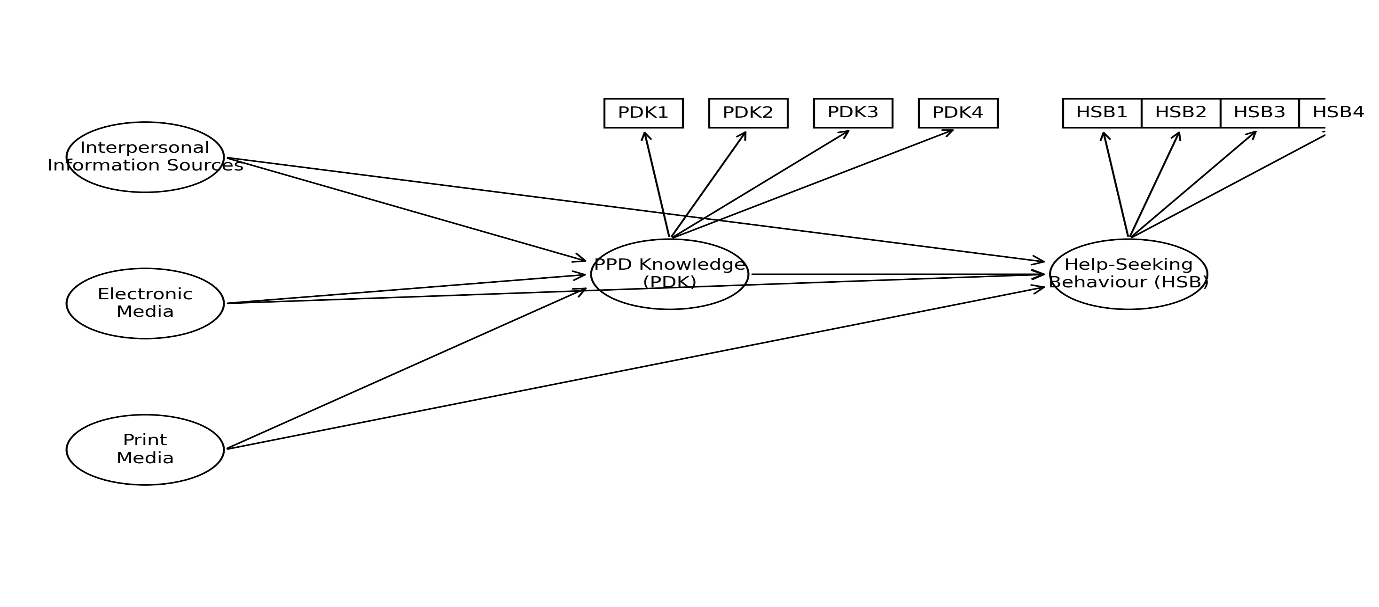 PDK1 PDK2 PDK3 PDK4 HSB1 HSB2 HSB3 HSB4
Interpersonal
Information Sources
PPD Knowledge
(PDK)
Help-Seeking
Behaviour (HSB)
Electronic
Media
Print
Media